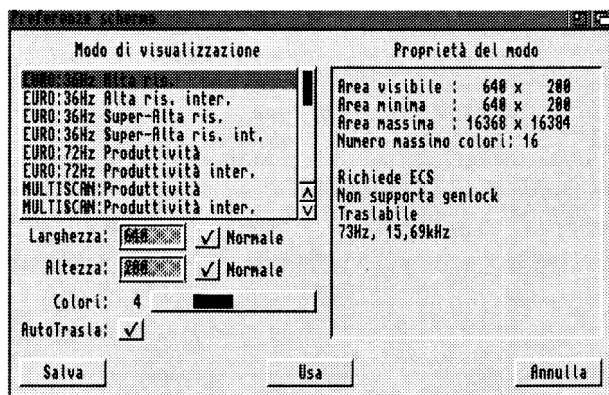 Preferenze schermo
Modo di visualizzazione
EURO:36Hz Alta ris.
EURO:36Hz Alta ris. inter.
EURO:36Hz Super-Alta ris.
EURO:36Hz Super-Alta ris. int.
EURO:72Hz Produttività
EURO:72Hz Produttività inter.
MULTISCAN:Produttività
MULTISCAN:Produttività inter.
Larghezza: 640 Normale
Altezza: 200 Normale
Colori: 4
AutoTrasla:
Proprietà del modo
Area visibile : 640 x 200
Area minima : 640 x 200
Area massima : 16368 x 16384
Numero massimo colori: 16
Richiede ECS
Non supporta genlock
Traslabile
73Hz, 15,69kHz
Salva
Usa
Annulla